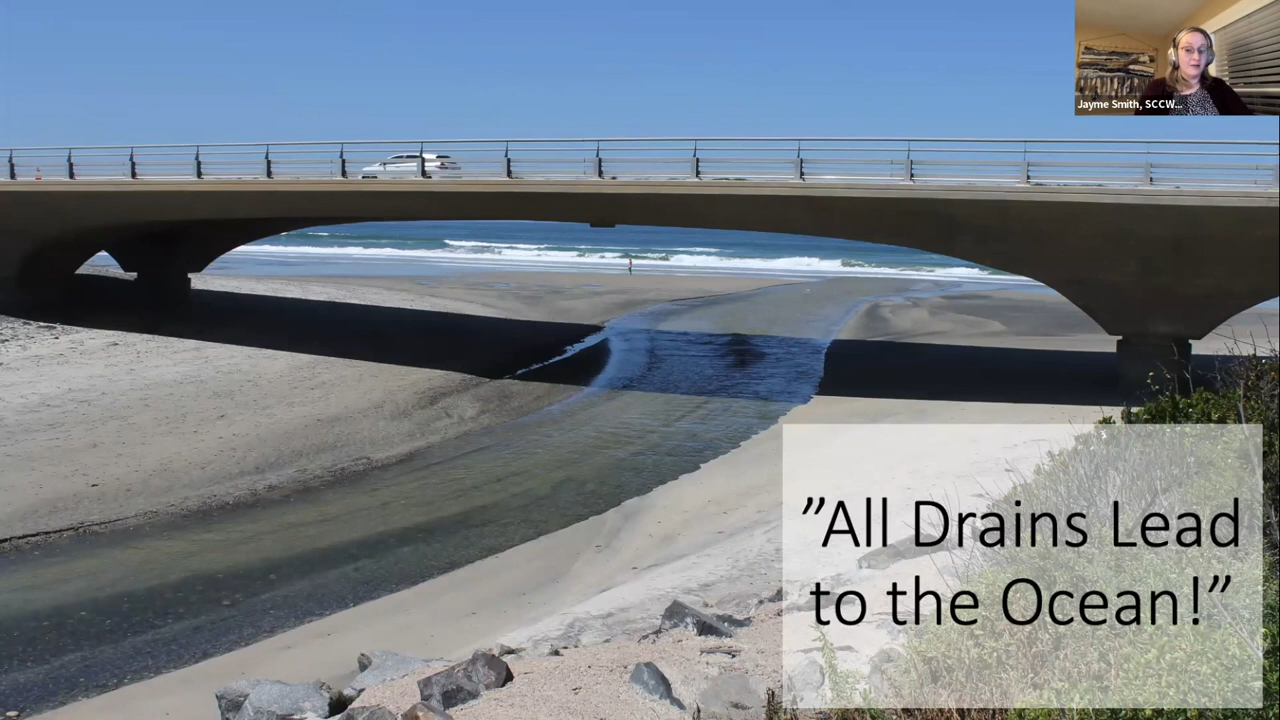 Jayme Smith, SCCW...
”All Drains Lead
to the Ocean!”